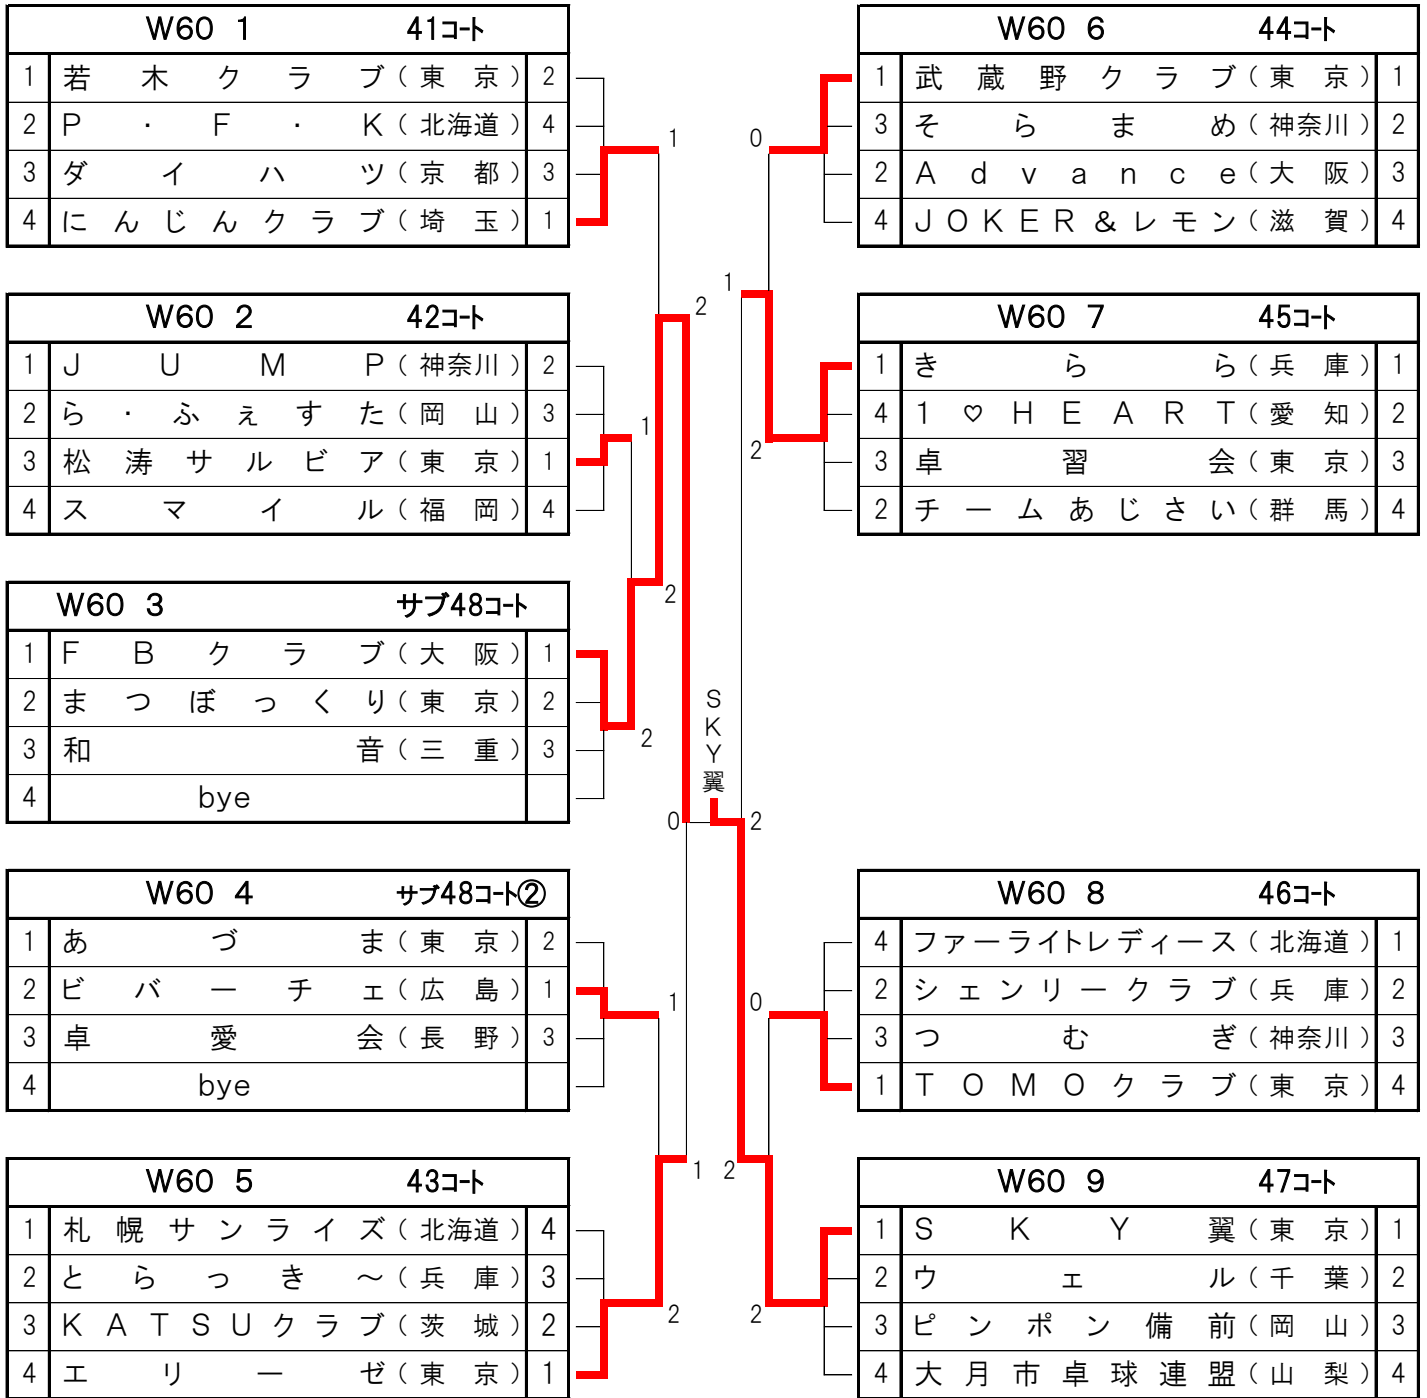 W60 1 41コート
1 若木クラブ(東京) 2
2 P・F・K(北海道) 4
3 ダイハツ(京都) 3
4 にんじんクラブ(埼玉) 1
1
W60 2 42コート
1 JUMP(神奈川) 2
2 ら・ふぇすた(岡山) 3
3 松涛サルビア(東京) 1
4 スマイル(福岡) 4
1
2
W60 3 サブ48コート
1 FBクラブ(大阪) 1
2 まつぼっくり(東京) 2
3 和音(三重) 3
4 bye
2
2
0
W60 4 サブ48コート②
1 あづま(東京) 2
2 ビバーチェ(広島) 1
3 卓愛会(長野) 3
4 bye
1
W60 5 43コート
1 札幌サンライズ(北海道) 4
2 とらっき～(兵庫) 3
3 KATSUクラブ(茨城) 2
4 エリーゼ(東京) 1
1
2
SKY翼
W60 6 44コート
1 武蔵野クラブ(東京) 1
3 そらまめ(神奈川) 2
2 Advance(大阪) 3
4 JOKER&レモン(滋賀) 4
0
1
W60 7 45コート
1 きらら(兵庫) 1
4 1♡HEART(愛知) 2
3 卓習会(東京) 3
2 チームあじさい(群馬) 4
2
2
W60 8 46コート
4 ファーライトレディース(北海道) 1
2 シェンリークラブ(兵庫) 2
3 つむぎ(神奈川) 3
1 TOMOクラブ(東京) 4
0
2
W60 9 47コート
1 SKY翼(東京) 1
2 ウェル(千葉) 2
3 ピンポン備前(岡山) 3
4 大月市卓球連盟(山梨) 4
2